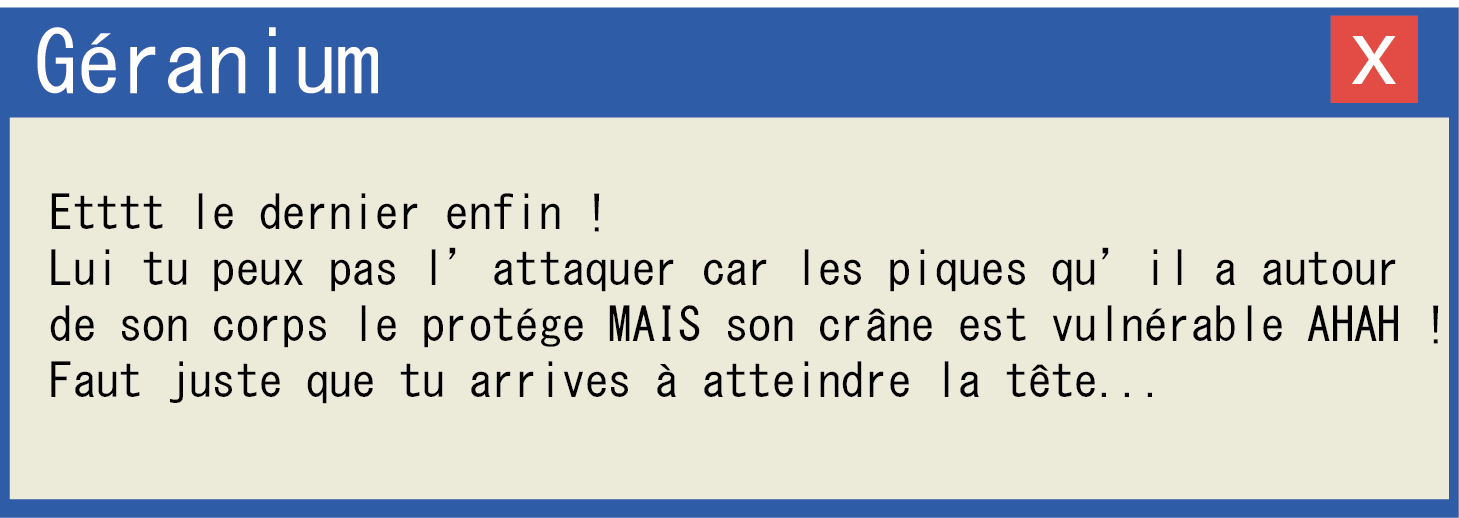 Géranium
X
Etttt le dernier enfin !
Lui tu peux pas l’attaquer car les piques qu’il a autour
de son corps le protége MAIS son crâne est vulnérable AHAH !
Faut juste que tu arrives à atteindre la tête...